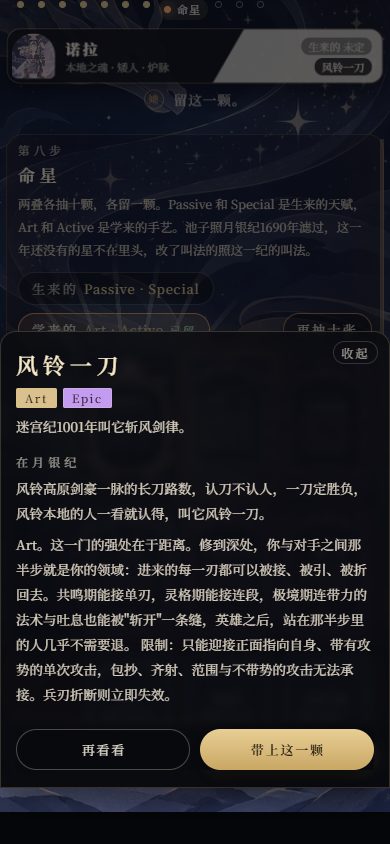 命星
诺拉
生来的 未定
本地之魂 · 矮人 · 炉脉
风铃一刀
她
留这一颗。
第八步
命星
两叠各抽十颗，各留一颗。Passive 和 Special 是生来的天赋，
Art 和 Active 是学来的手艺。池子照月银纪1690年滤过，这一
年还没有的星不在里头，改了叫法的照这一纪的叫法。
生来的 Passive · Special
学来的 Art · Active 已留
再抽十张
收起
风铃一刀
Art Epic
迷宫纪1001年叫它斩风剑律。
在月银纪
风铃高原剑豪一脉的长刀路数，认刀不认人，一刀定胜负，
风铃本地的人一看就认得，叫它风铃一刀。
Art。这一门的强处在于距离。修到深处，你与对手之间那
半步就是你的领域：进来的每一刃都可以被接、被引、被折
回去。共鸣期能接单刃，灵格期能接连段，极境期连带力的
法术与吐息也能被"斩开"一条缝，英雄之后，站在那半步里
的人几乎不需要退。 限制：只能迎接正面指向自身、带有攻
势的单次攻击，包抄、齐射、范围与不带势的攻击无法承
接。兵刃折断则立即失效。
再看看
带上这一颗